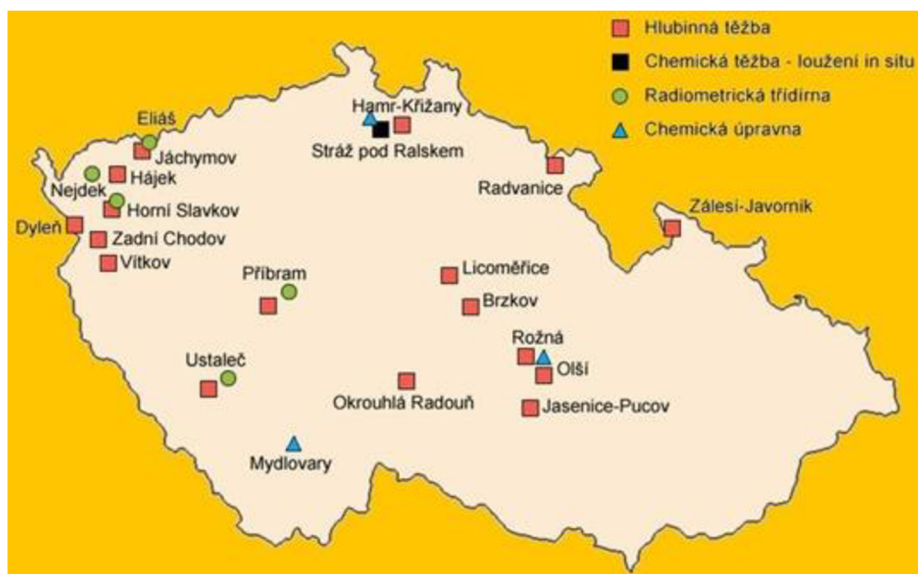 Hlubinná těžba
Chemická těžba - loužení in situ
Radiometrická třídírna
Chemická úpravna
Hamr-Křižany
Stráž pod Ralskem
Eliáš
Jáchymov
Hájek
Nejdek
Horní Slavkov
Dyleň
Zadní Chodov
Vítkov
Radvanice
Zálesí-Javorník
Příbram
Licoměřice
Brzkov
Rožná
Olší
Ustaleč
Okrouhlá Radouň
Jasenice-Pucov
Mydlovary